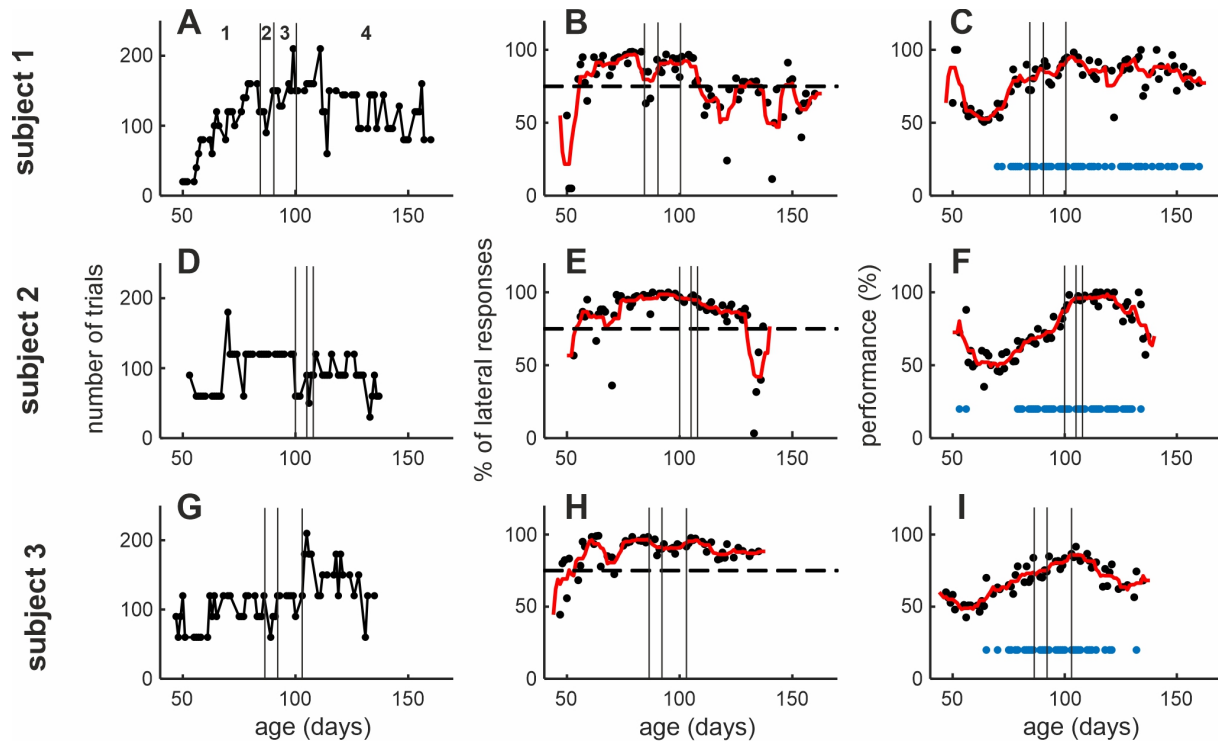 A
B
C
1 2 3 4
subject 1
200
100
0
50 100 150
100
50
0
50 100 150
100
50
0
50 100 150
D
E
F
subject 2
number of trials
200
100
0
50 100 150
% of lateral responses
100
50
0
50 100 150
performance (%)
100
50
0
50 100 150
G
H
I
subject 3
200
100
0
50 100 150
age (days)
100
50
0
50 100 150
age (days)
100
50
0
50 100 150
age (days)